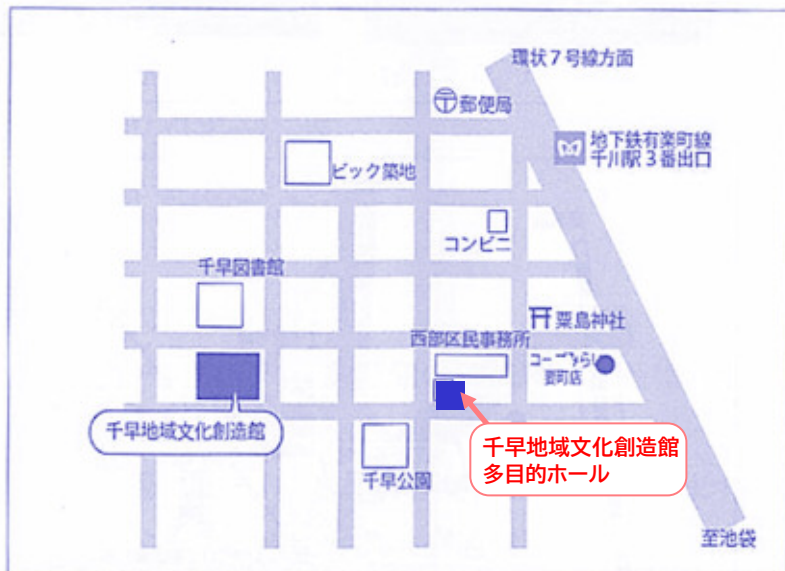 環状7号線方面
〒郵便局
地下鉄有楽町線
千川駅3番出口
ビック築地
コンビニ
千早図書館
粟島神社
西部区民事務所
要町店
千早地域文化創造館
千早地域文化創造館
多目的ホール
千早公園
至池袋